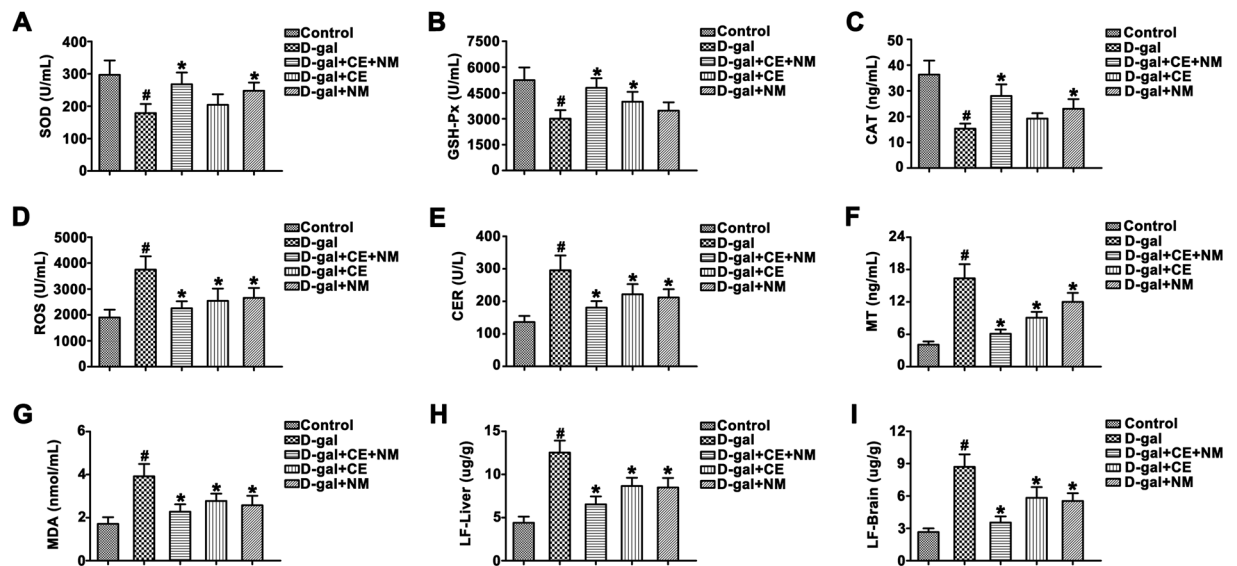 A
SOD (U/mL)
400
300
200
100
0
#
*
*
Control
D-gal
D-gal+CE+NM
D-gal+CE
D-gal+NM
B
GSH-Px (U/mL)
7500
6000
4500
3000
1500
0
#
*
*
Control
D-gal
D-gal+CE+NM
D-gal+CE
D-gal+NM
C
CAT (ng/mL)
50
40
30
20
10
0
#
*
*
Control
D-gal
D-gal+CE+NM
D-gal+CE
D-gal+NM
D
ROS (U/mL)
5000
4000
3000
2000
1000
0
#
*
*
*
Control
D-gal
D-gal+CE+NM
D-gal+CE
D-gal+NM
E
CER (U/L)
400
300
200
100
0
#
*
*
*
Control
D-gal
D-gal+CE+NM
D-gal+CE
D-gal+NM
F
MT (ng/mL)
24
18
12
6
0
#
*
*
*
Control
D-gal
D-gal+CE+NM
D-gal+CE
D-gal+NM
G
MDA (nmol/mL)
6
4
2
0
#
*
*
*
Control
D-gal
D-gal+CE+NM
D-gal+CE
D-gal+NM
H
LF-Liver (ug/g)
15
10
5
0
#
*
*
*
Control
D-gal
D-gal+CE+NM
D-gal+CE
D-gal+NM
I
LF-Brain (ug/g)
12
9
6
3
0
#
*
*
*
Control
D-gal
D-gal+CE+NM
D-gal+CE
D-gal+NM